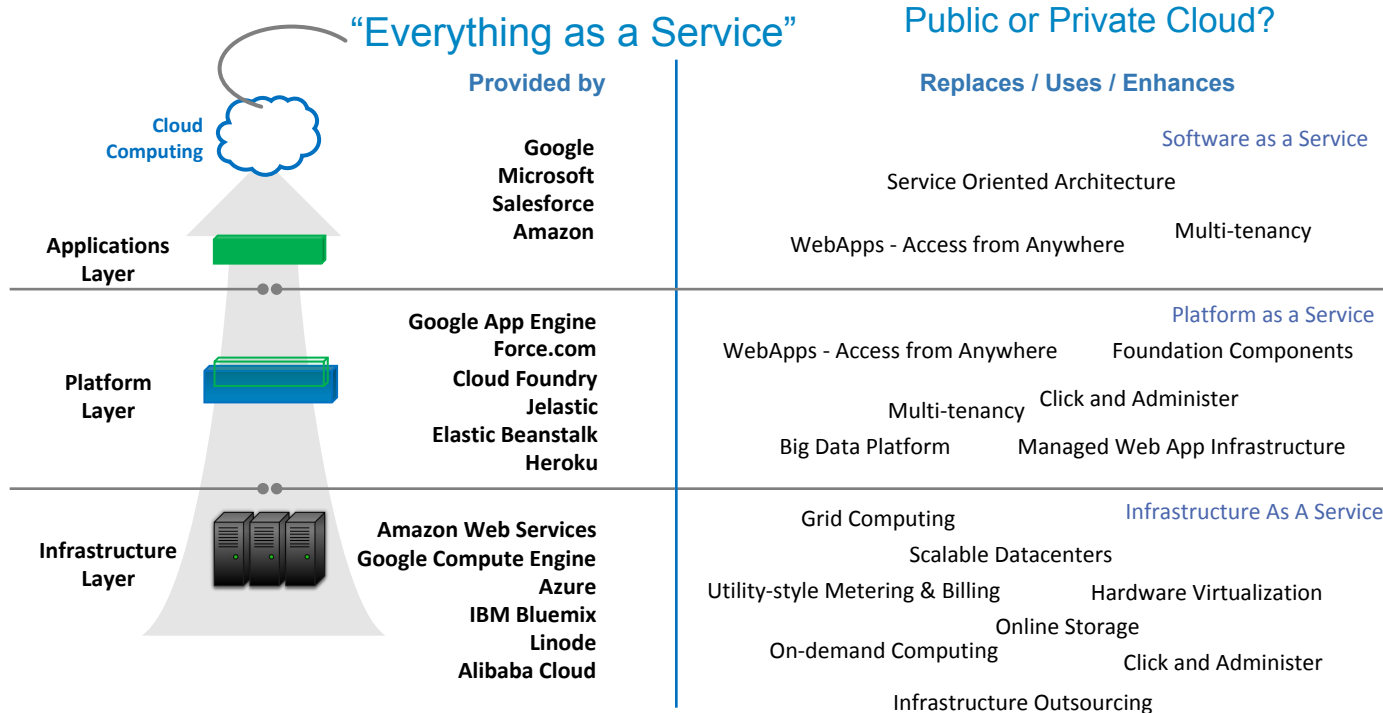 “Everything as a Service”
Public or Private Cloud?
Provided by
Replaces / Uses / Enhances
Cloud
Computing
Google
Microsoft
Salesforce
Amazon
Software as a Service
Service Oriented Architecture
WebApps - Access from Anywhere
Multi-tenancy
Applications
Layer
Google App Engine
Force.com
Cloud Foundry
Jelastic
Elastic Beanstalk
Heroku
Platform as a Service
WebApps - Access from Anywhere
Foundation Components
Multi-tenancy
Click and Administer
Big Data Platform
Managed Web App Infrastructure
Platform
Layer
Amazon Web Services
Google Compute Engine
Azure
IBM Bluemix
Linode
Alibaba Cloud
Infrastructure As A Service
Grid Computing
Scalable Datacenters
Utility-style Metering & Billing
Hardware Virtualization
Online Storage
On-demand Computing
Click and Administer
Infrastructure Outsourcing
Infrastructure
Layer